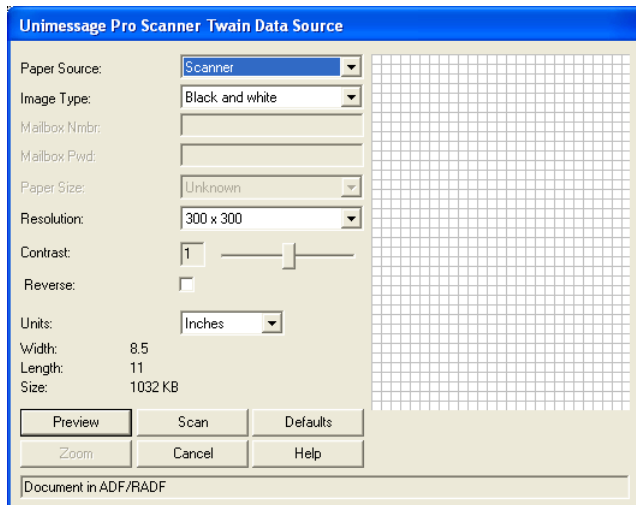 Unimessage Pro Scanner Twain Data Source
Paper Source: Scanner
Image Type: Black and white
Mailbox Nmbr:
Mailbox Pwd:
Paper Size: Unknown
Resolution: 300 x 300
Contrast: 1
Reverse:
Units: Inches
Width: 8.5
Length: 11
Size: 1032 KB
Preview Scan Defaults
Zoom Cancel Help
Document in ADF/RADF